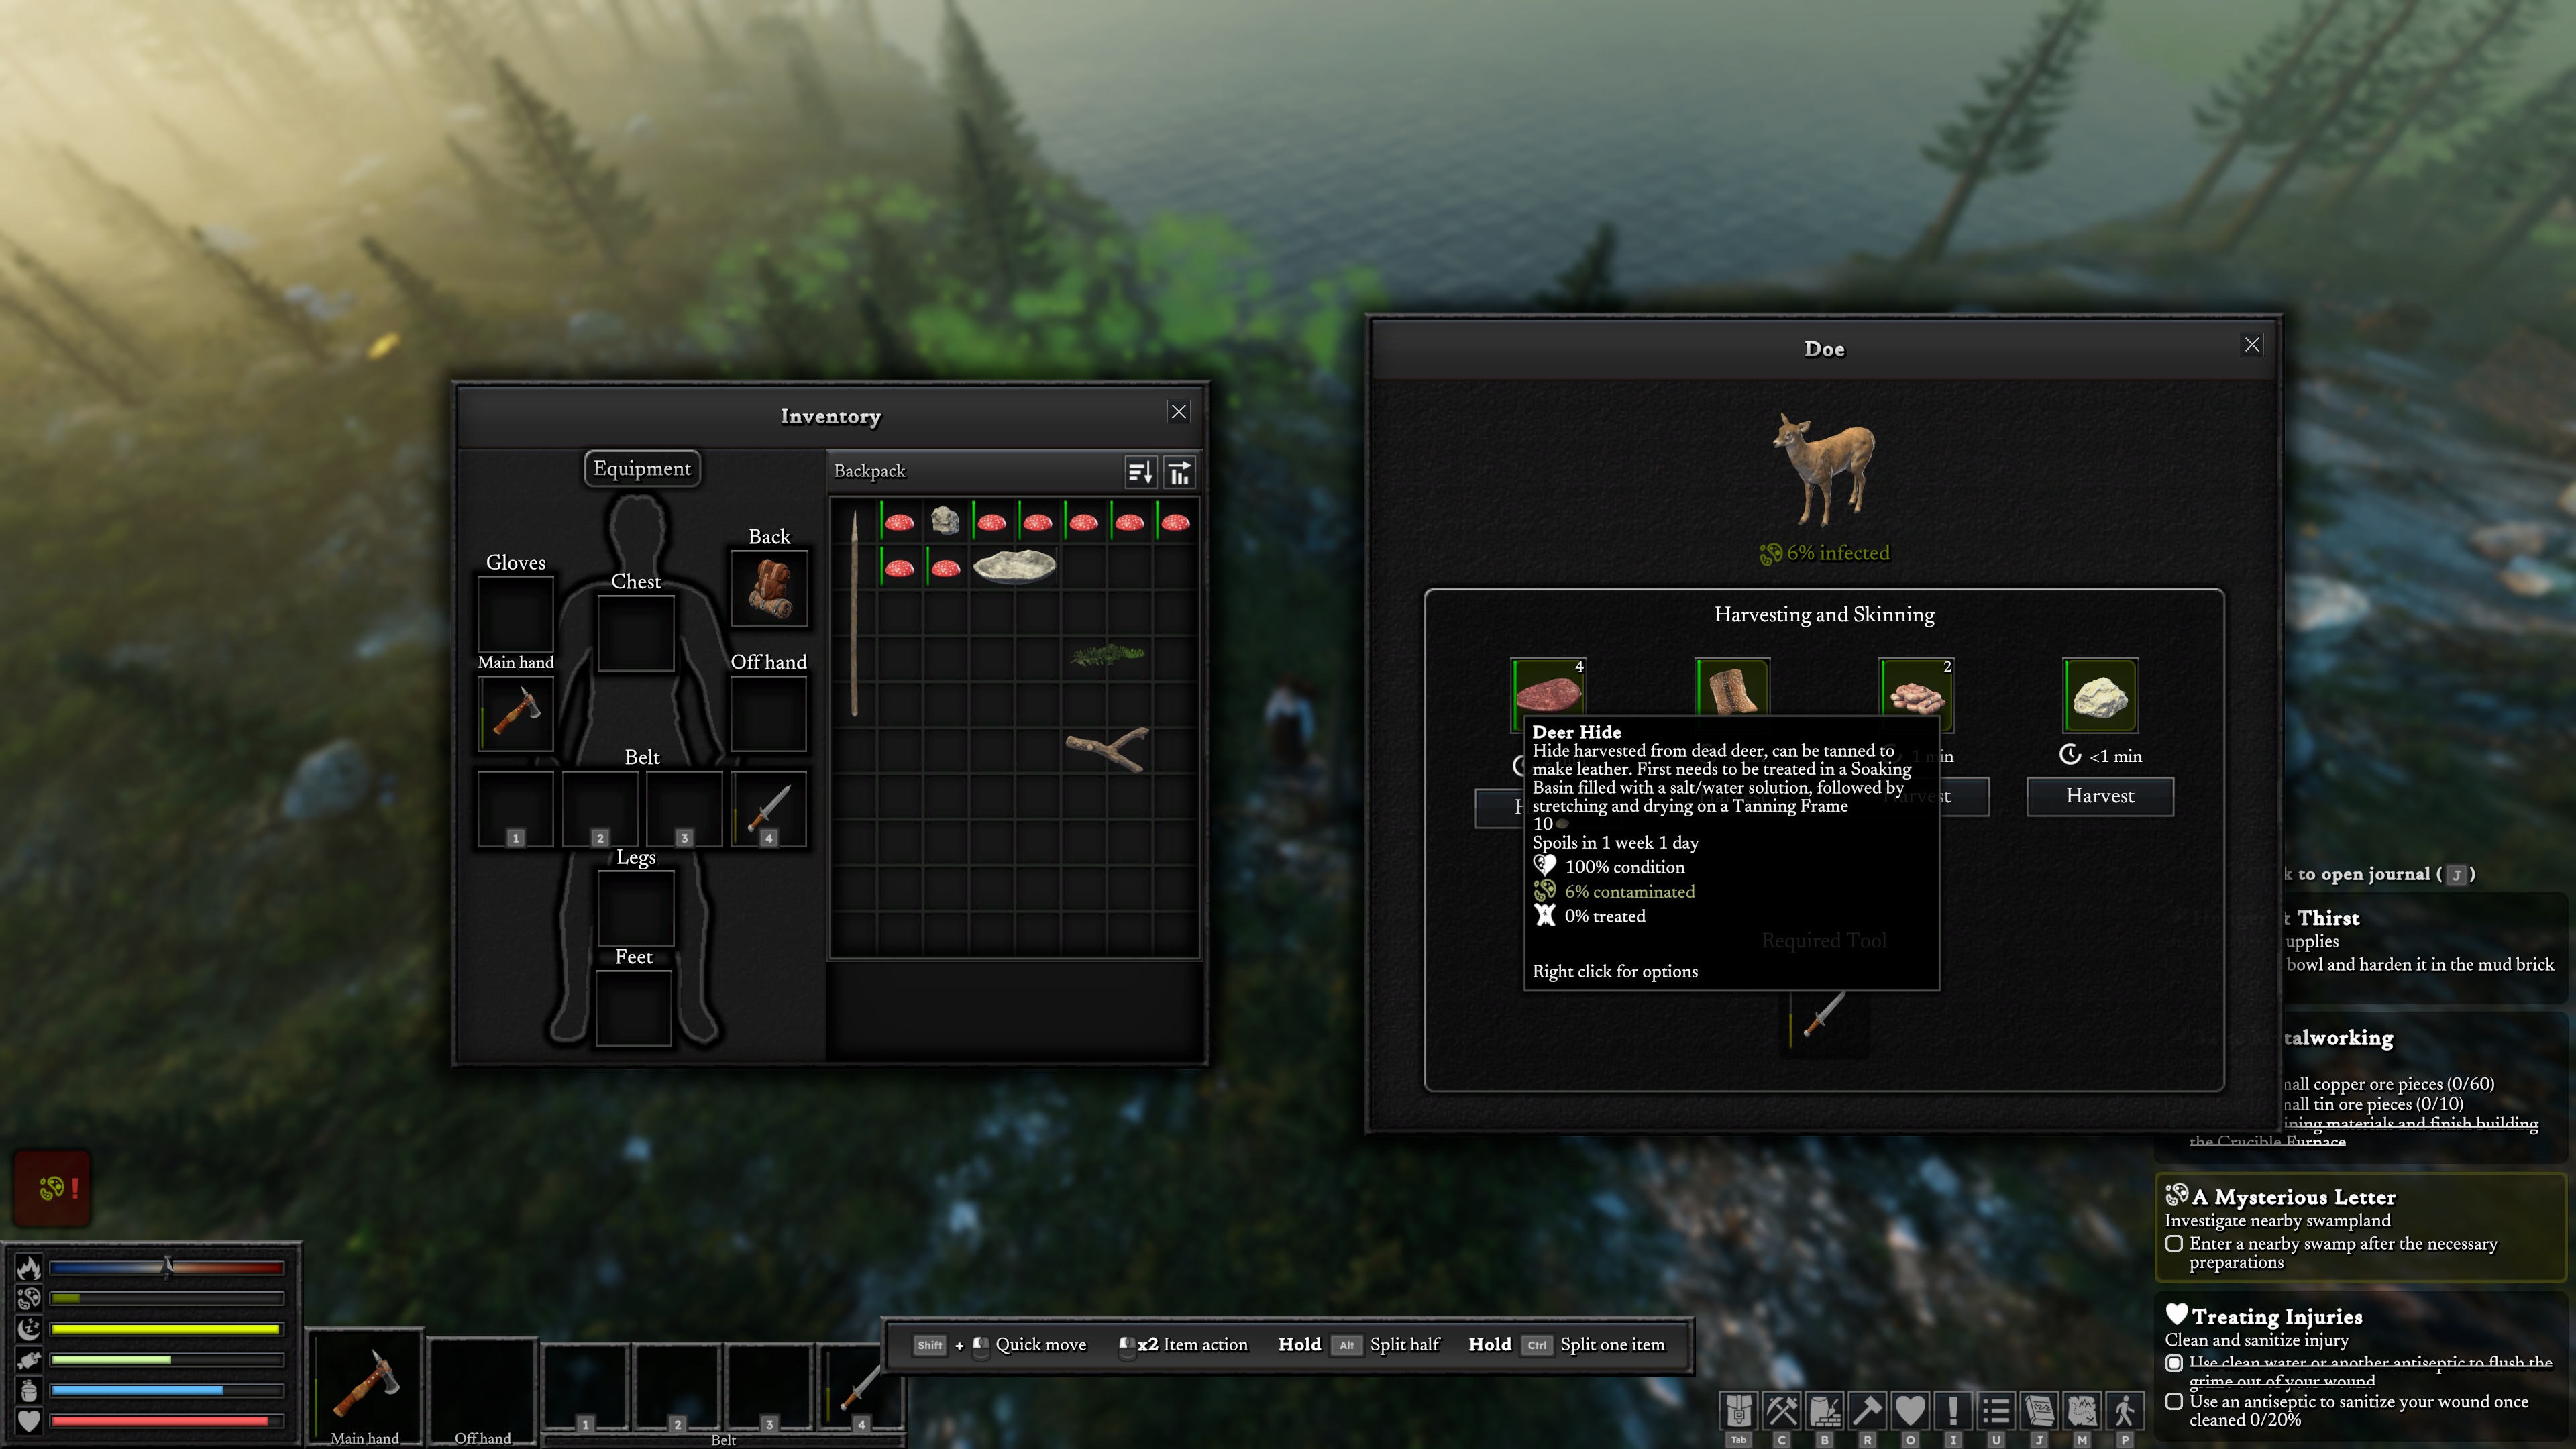 Inventory
Equipment
Backpack
Back
Gloves
Chest
Main hand
Off hand
Belt
1
2
3
4
Legs
Feet
Doe
6% infected
Harvesting and Skinning
4
2
Deer Hide
Hide harvested from dead deer, can be tanned to
make leather. First needs to be treated in a Soaking
Basin filled with a salt/water solution, followed by
stretching and drying on a Tanning Frame
10
Spoils in 1 week 1 day
100% condition
6% contaminated
0% treated
Right click for options
<1 min
Harvest
Required Tool
k to open journal ( J )
Thirst
upplies
bowl and harden it in the mud brick
talworking
nall copper ore pieces (0/60)
nall tin ore pieces (0/10)
ining materials and finish building
the Crucible Furnace
A Mysterious Letter
Investigate nearby swampland
Enter a nearby swamp after the necessary
preparations
Treating Injuries
Clean and sanitize injury
Use clean water or another antiseptic to flush the
grime out of your wound
Use an antiseptic to sanitize your wound once
cleaned 0/20%
Shift + Quick move x2 Item action Hold Alt Split half Hold Ctrl Split one item
Main hand
Off hand
1
2
3
4
Belt
Tab C B R O I U J M P